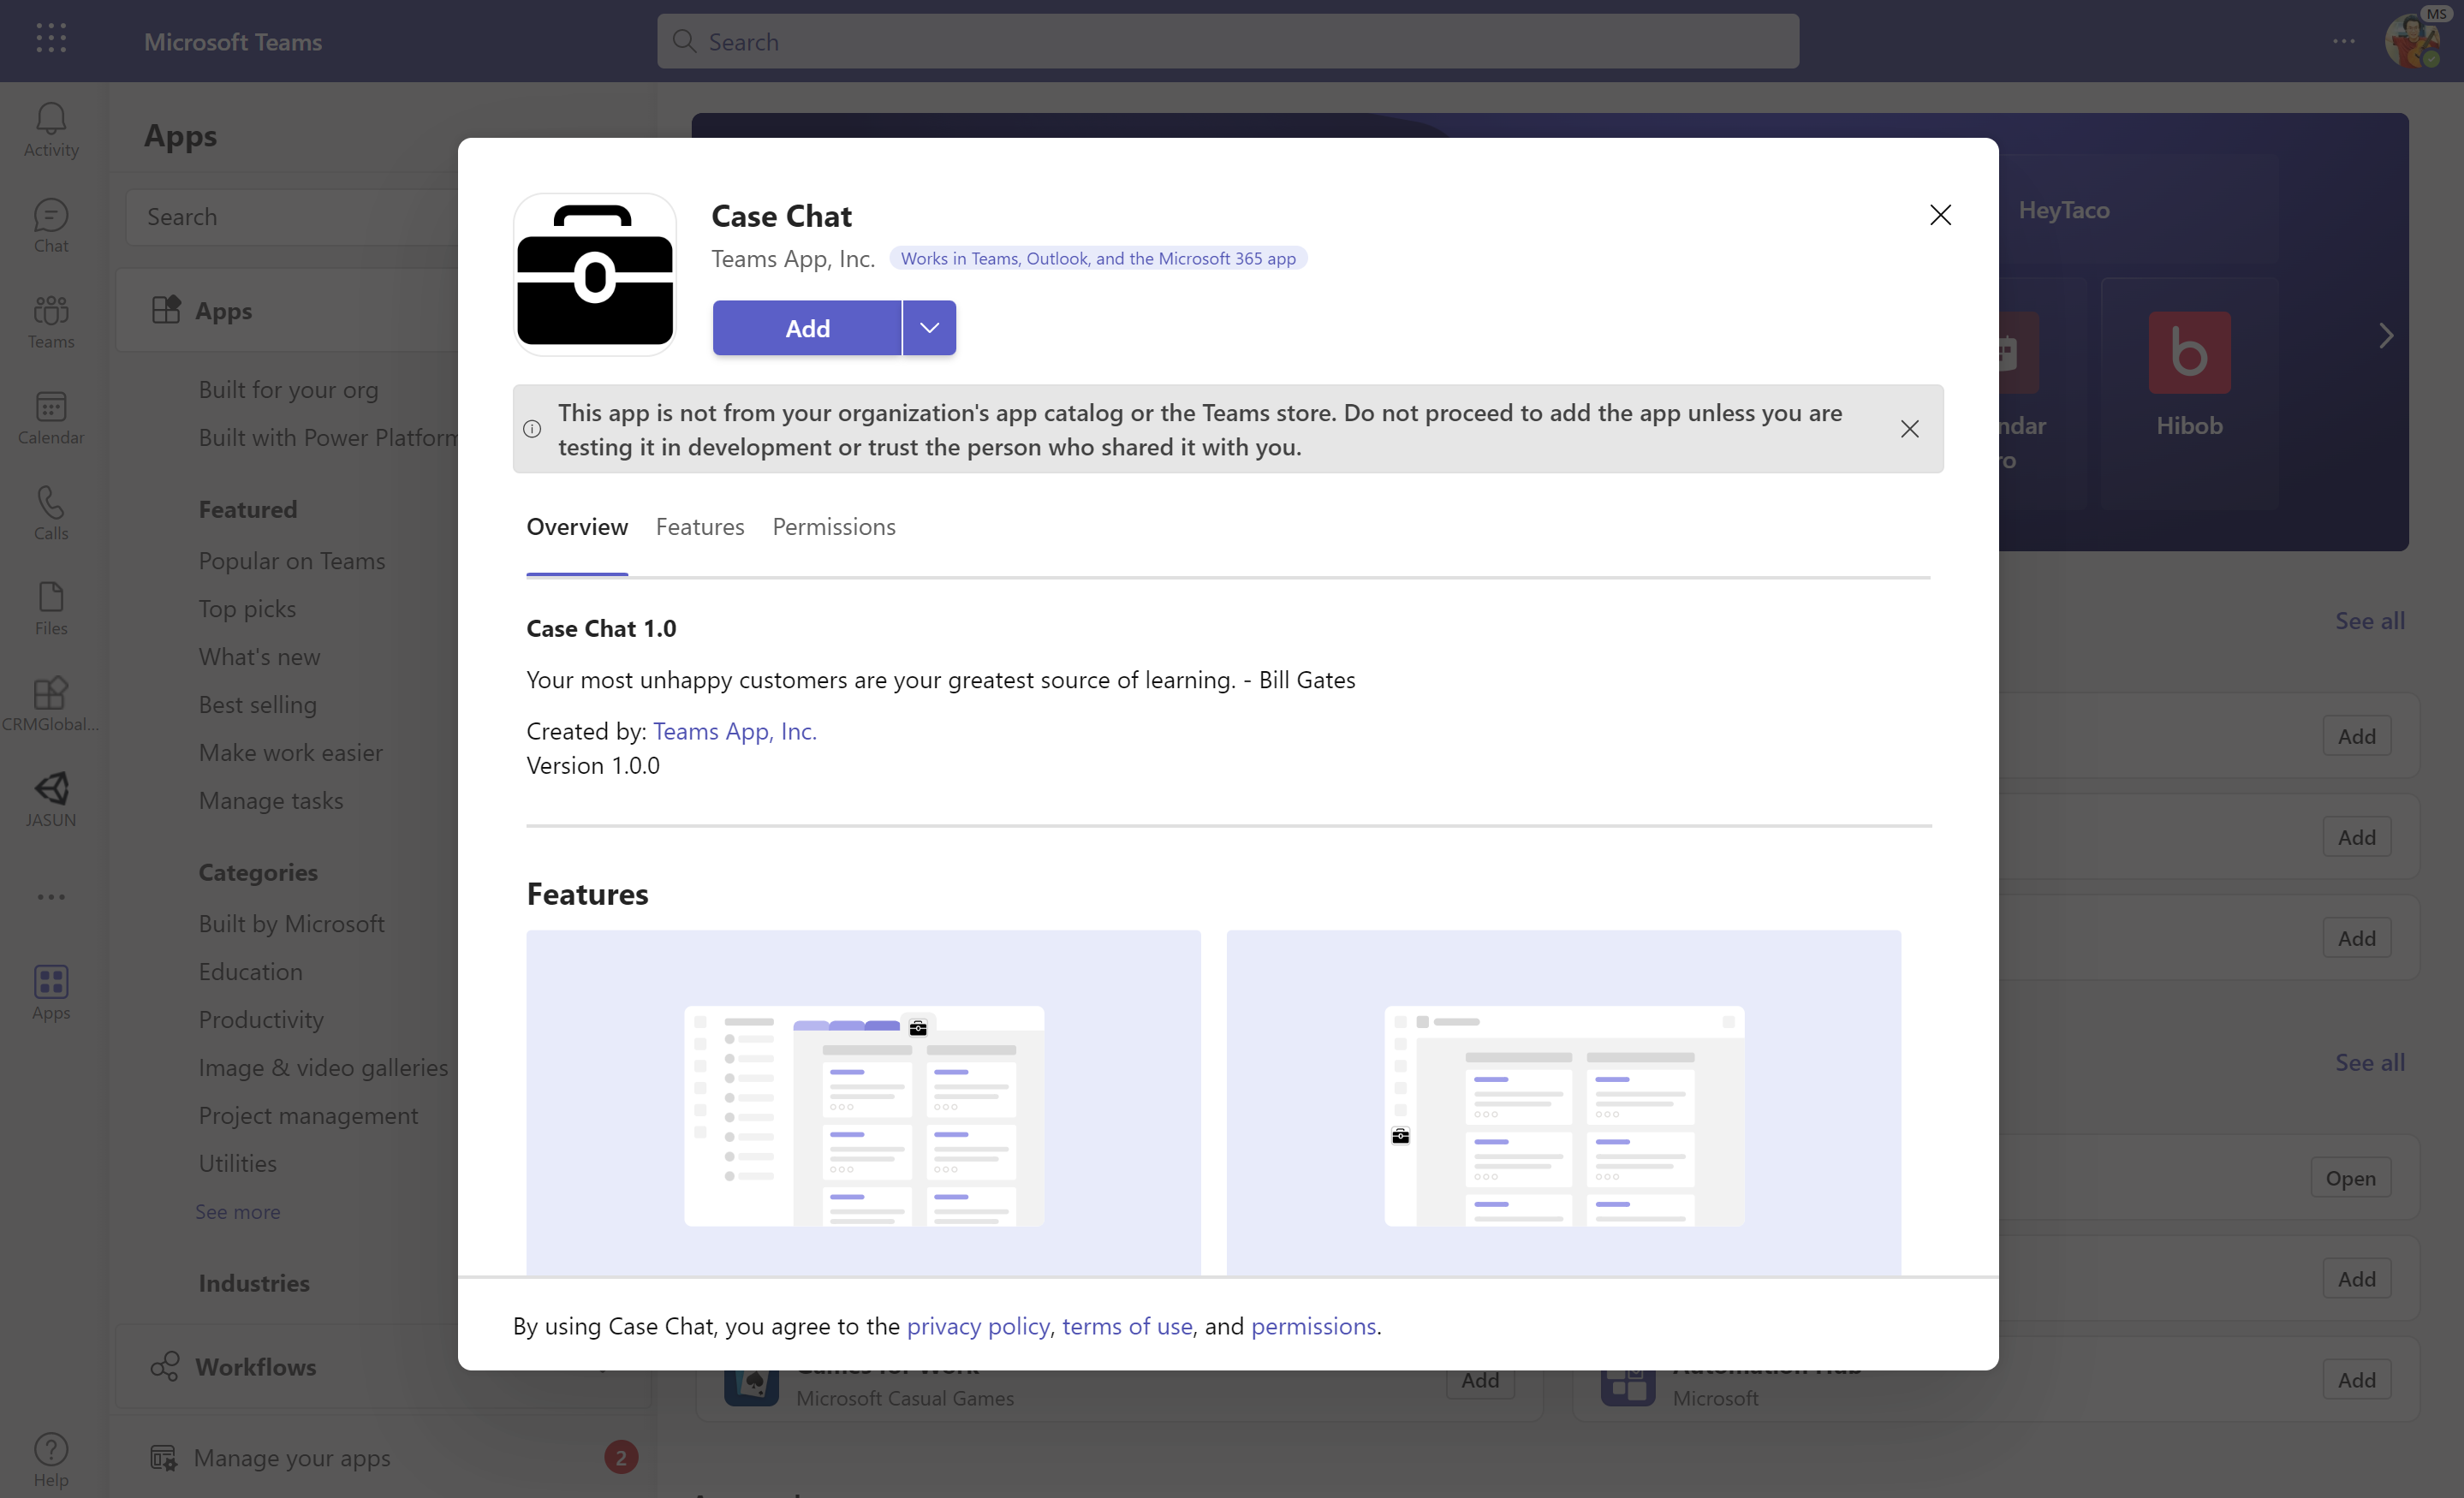 Microsoft Teams
Search
MS
Activity
Chat
Teams
Calendar
Calls
Files
CRMGlobal...
JASUN
Apps
Help
Apps
Search
Apps
Built for your org
Built with Power Platform
Featured
Popular on Teams
Top picks
What's new
Best selling
Make work easier
Manage tasks
Categories
Built by Microsoft
Education
Productivity
Image & video galleries
Project management
Utilities
See more
Industries
Workflows
Manage your apps
2
Case Chat
Teams App, Inc.
Works in Teams, Outlook, and the Microsoft 365 app
Add
This app is not from your organization's app catalog or the Teams store. Do not proceed to add the app unless you are
testing it in development or trust the person who shared it with you.
Overview Features Permissions
Case Chat 1.0
Your most unhappy customers are your greatest source of learning. - Bill Gates
Created by: Teams App, Inc.
Version 1.0.0
Features
By using Case Chat, you agree to the privacy policy, terms of use, and permissions.
HeyTaco
Hibob
See all
Add
Add
Add
See all
Open
Add
Games for Work
Microsoft Casual Games
Add
Automation Hub
Microsoft
Add